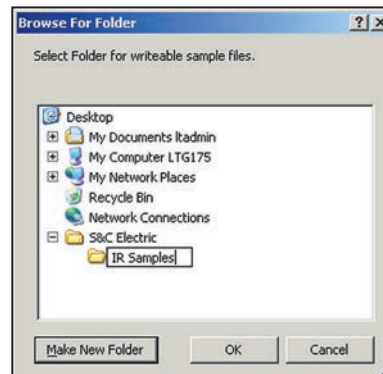 Browse For Folder
Select Folder for writeable sample files.
Desktop
My Documents ltadmin
My Computer LTG175
My Network Places
Recycle Bin
Network Connections
S&C Electric
IR Samples
Make New Folder
OK
Cancel